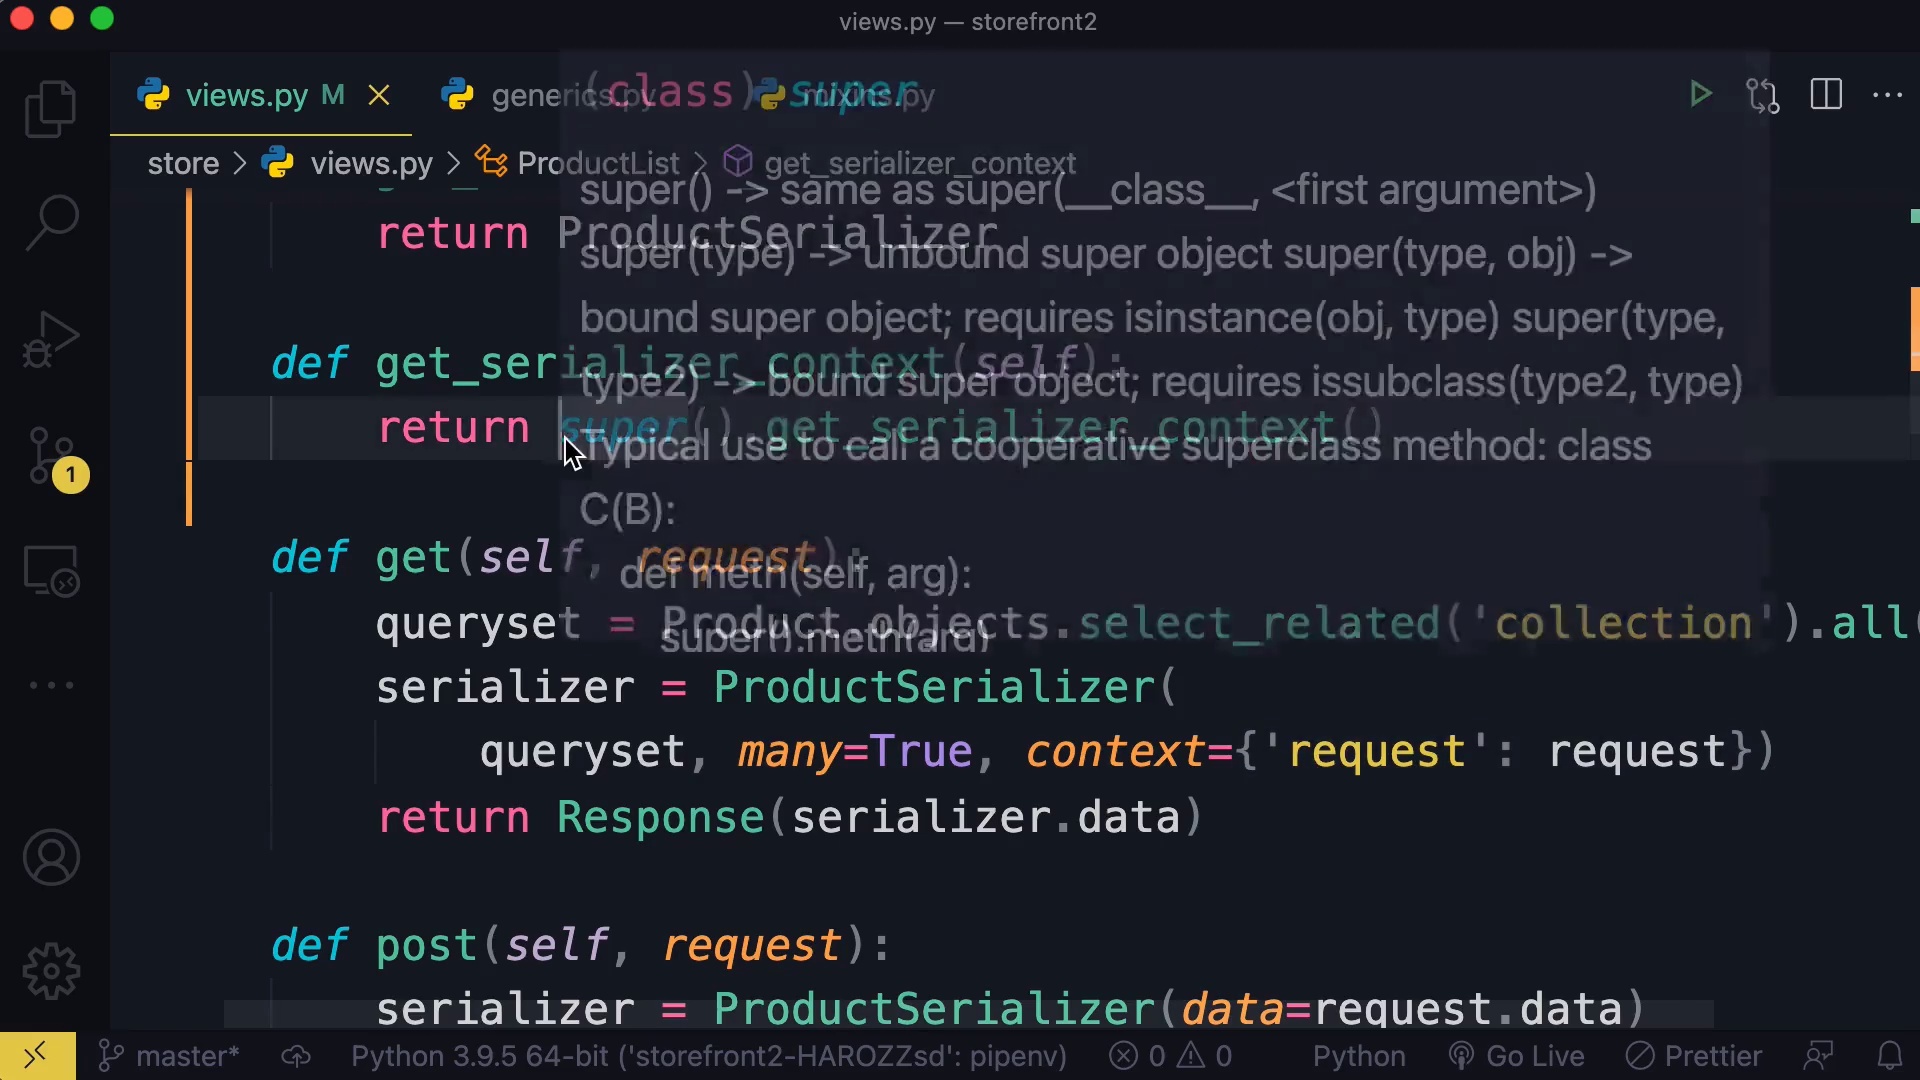 views.py — storefront2
views.py M
generics.py
mixins.py
(class) super
store > views.py > ProductList > get_serializer_context
super() -> same as super(__class__, <first argument>)
return ProductSerializer
super(type) -> unbound super object super(type, obj) ->
bound super object; requires isinstance(obj, type) super(type,
def get_serializer_context(self):
type2) -> bound super object; requires issubclass(type2, type)
return super().get_serializer_context()
Typical use to call a cooperative superclass method: class
C(B):
def get(self, request):
def meth(self, arg):
queryset = Product.objects.select_related('collection').all(
super().meth(arg)
serializer = ProductSerializer(
queryset, many=True, context={'request': request})
return Response(serializer.data)
def post(self, request):
serializer = ProductSerializer(data=request.data)
1
master* Python 3.9.5 64-bit ('storefront2-HAROZZsd': pipenv) 0 0 Python Go Live Prettier